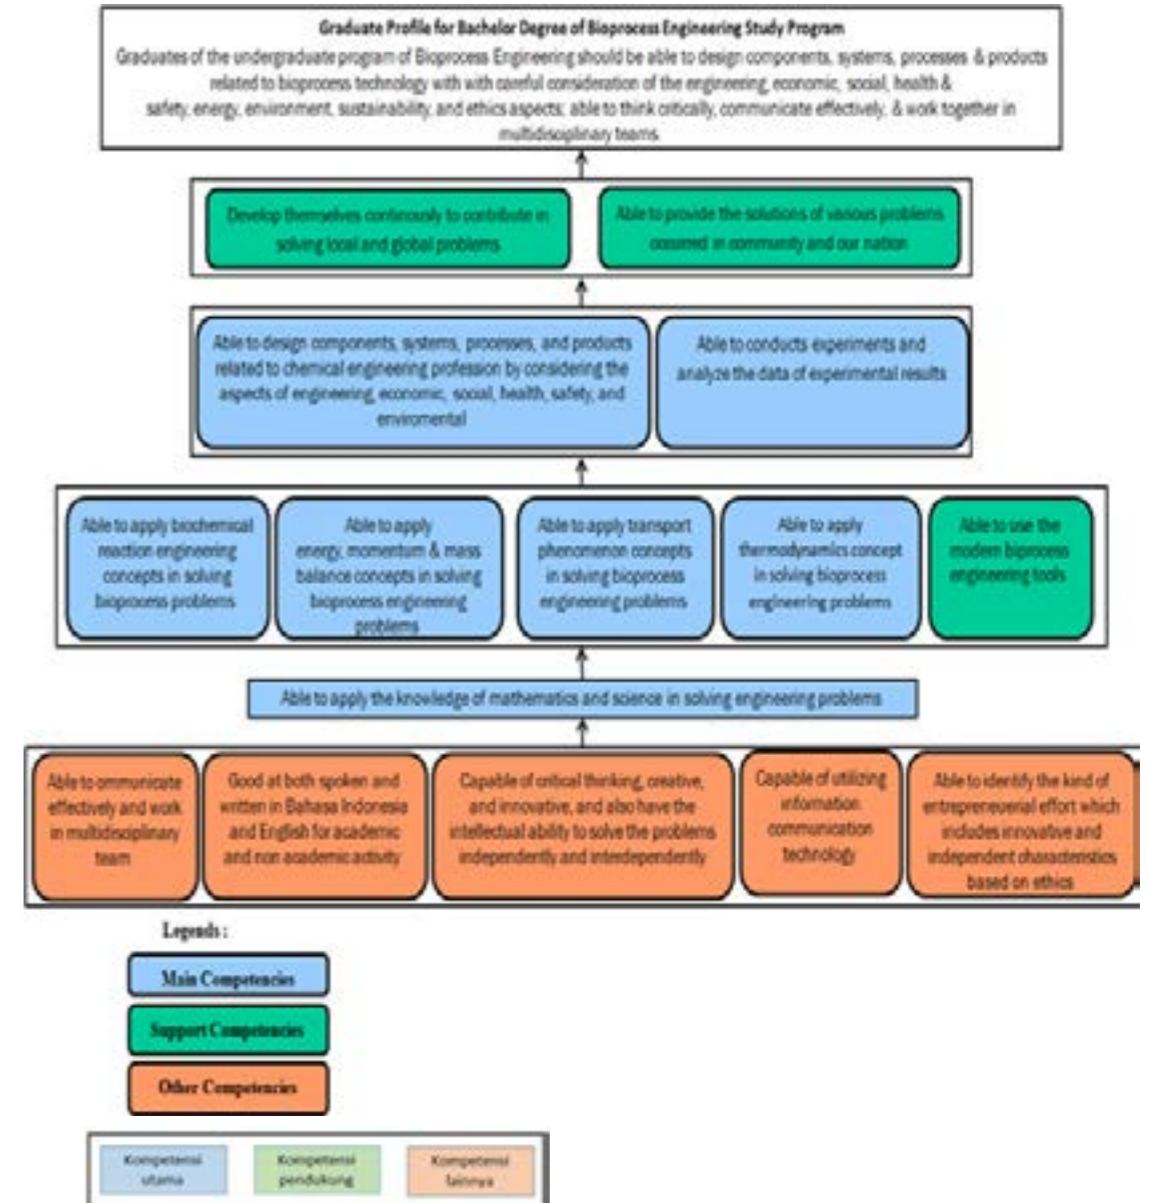 Graduate Profile for Bachelor Degree of Bioprocess Engineering Study Program
Graduates of the undergraduate program of Bioprocess Engineering should be able to design components, systems, processes & products
related to bioprocess technology with with careful consideration of the engineering, economic, social, health &
safety, energy, environment, sustainability, and ethics aspects; able to think critically, communicate effectively, & work together in
multidisciplinary teams.
Develop themselves continously to contribute in
solving local and global problems
Able to provide the solutions of various problems
occurred in community and our nation
Able to design components, systems, processes, and products
related to chemical engineering profession by considering the
aspects of engineering, economic, social, health, safety, and
enviromental
Able to conducts experiments and
analyze the data of experimental results
Able to apply biochemical
reaction engineering
concepts in solving
bioprocess problems
Able to apply
energy, momentum & mass
balance concepts in solving
bioprocess engineering
problems
Able to apply transport
phenomenon concepts
in solving bioprocess
engineering problems
Able to apply
thermodynamics concept
in solving bioprocess
engineering problems
Able to use the
modern biprocess
engineering tools
Able to apply the knowledge of mathematics and science in solving engineering problems
Able to ommunicate
effectively and work
in multidisciplinary
team
Good at both spoken and
written in Bahasa Indonesia
and English for academic
and non academic activity
Capable of critical thinking, creative,
and innovative, and also have the
intellectual ability to solve the problems
independently and interdependently
Capable of utilizing
information
communication
technology
Able to identify the kind of
entrepreneuerial effort which
includes innovative and
independent characteristics
based on ethics
Legends :
Main Competencies
Support Competencies
Other Competencies
Kompetensi
utama
Kompetensi
pendukung
Kompetensi
lainnya